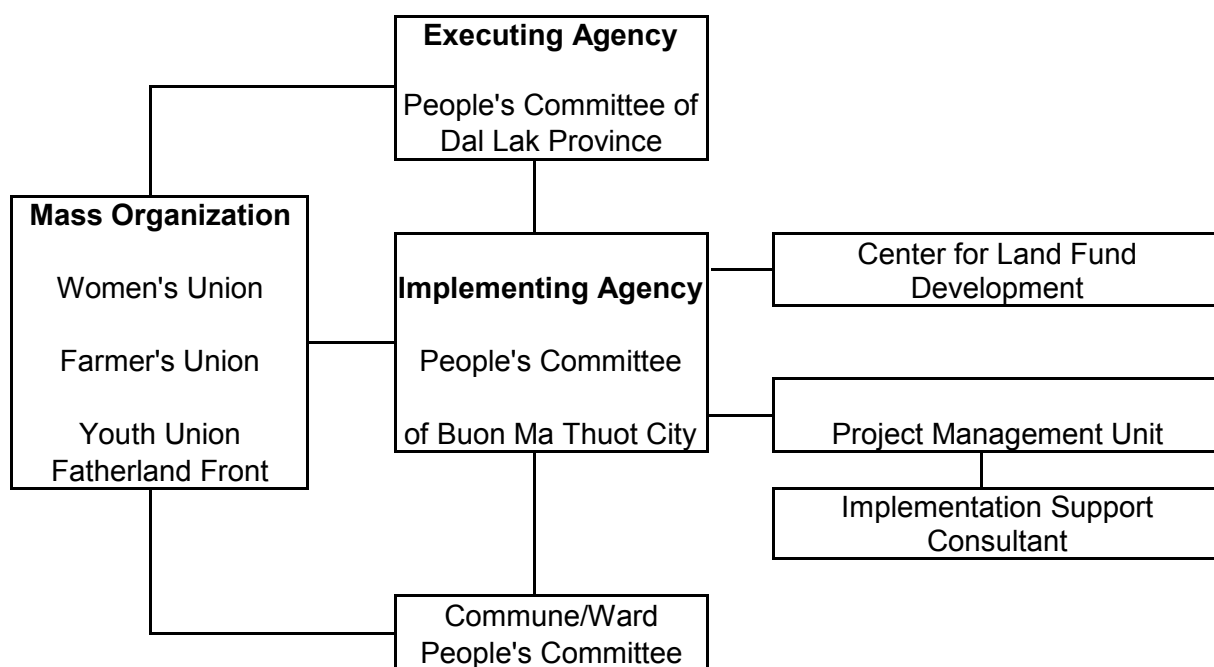 Executing Agency
People's Committee of
Dal Lak Province
Mass Organization
Women's Union
Farmer's Union
Youth Union
Fatherland Front
Implementing Agency
People's Committee
of Buon Ma Thuot City
Center for Land Fund
Development
Project Management Unit
Implementation Support
Consultant
Commune/Ward
People's Committee